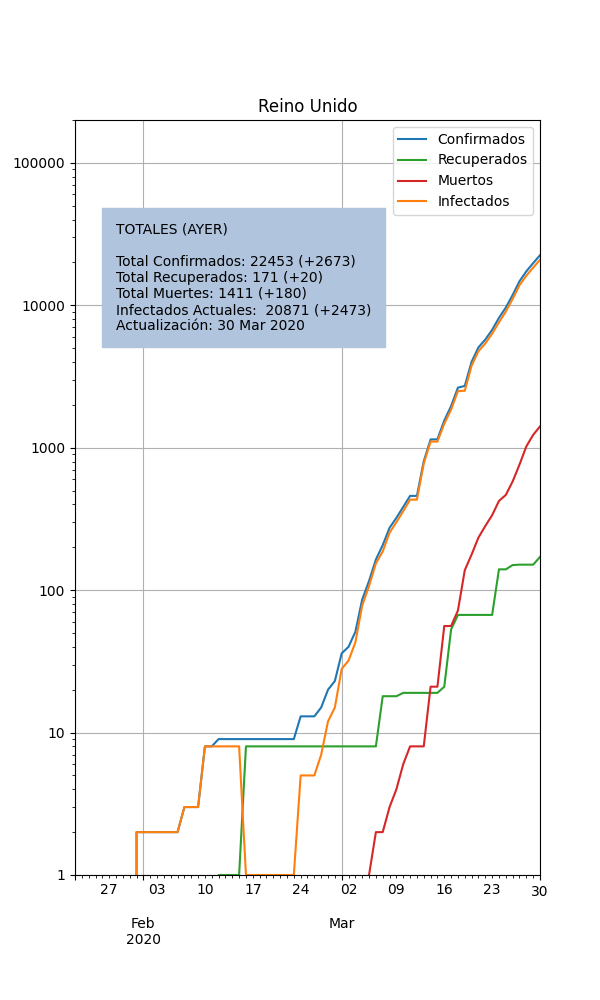 Reino Unido
Confirmados
Recuperados
Muertos
Infectados
TOTALES (AYER)
Total Confirmados: 22453 (+2673)
Total Recuperados: 171 (+20)
Total Muertes: 1411 (+180)
Infectados Actuales:  20871 (+2473)
Actualización: 30 Mar 2020
100000
10000
1000
100
10
1
27 03 10 17 24 02 09 16 23 30
Feb Mar
2020